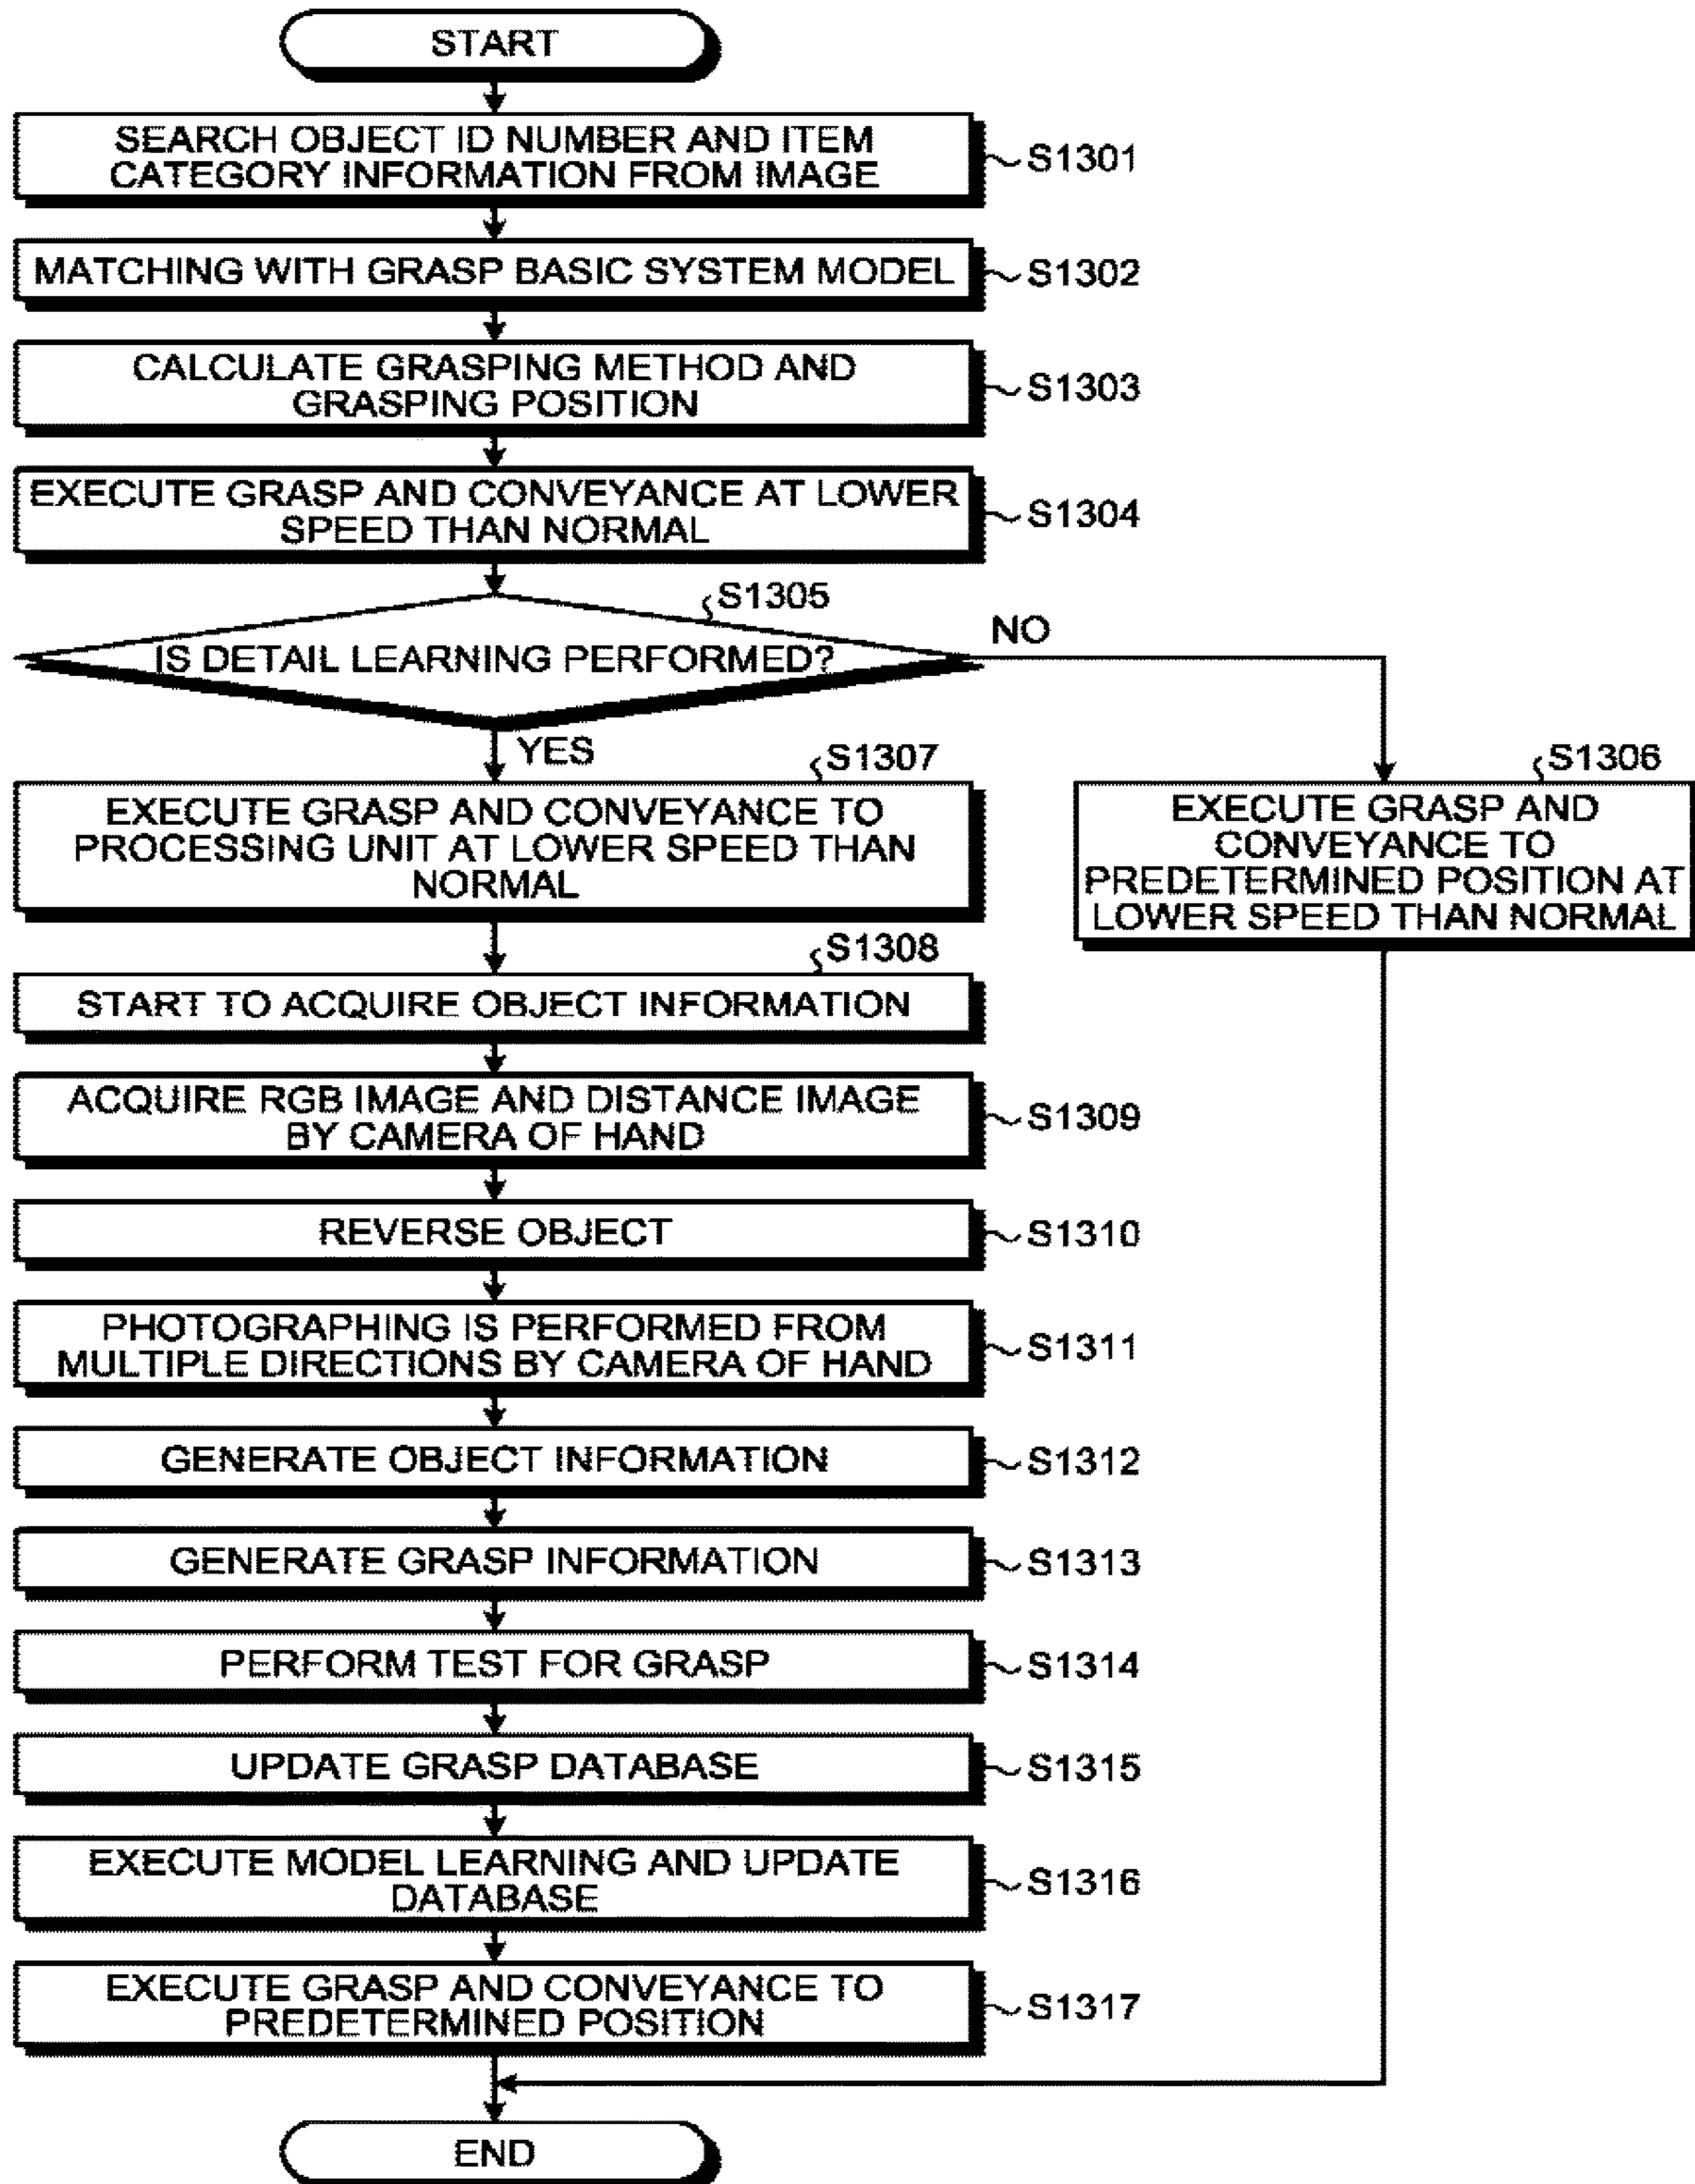 START
SEARCH OBJECT ID NUMBER AND ITEM
CATEGORY INFORMATION FROM IMAGE
S1301
MATCHING WITH GRASP BASIC SYSTEM MODEL
S1302
CALCULATE GRASPING METHOD AND
GRASPING POSITION
S1303
EXECUTE GRASP AND CONVEYANCE AT LOWER
SPEED THAN NORMAL
S1304
S1305
IS DETAIL LEARNING PERFORMED?
NO
YES
S1307
EXECUTE GRASP AND CONVEYANCE TO
PROCESSING UNIT AT LOWER SPEED THAN
NORMAL
S1306
EXECUTE GRASP AND
CONVEYANCE TO
PREDETERMINED POSITION AT
LOWER SPEED THAN NORMAL
S1308
START TO ACQUIRE OBJECT INFORMATION
ACQUIRE RGB IMAGE AND DISTANCE IMAGE
BY CAMERA OF HAND
S1309
REVERSE OBJECT
S1310
PHOTOGRAPHING IS PERFORMED FROM
MULTIPLE DIRECTIONS BY CAMERA OF HAND
S1311
GENERATE OBJECT INFORMATION
S1312
GENERATE GRASP INFORMATION
S1313
PERFORM TEST FOR GRASP
S1314
UPDATE GRASP DATABASE
S1315
EXECUTE MODEL LEARNING AND UPDATE
DATABASE
S1316
EXECUTE GRASP AND CONVEYANCE TO
PREDETERMINED POSITION
S1317
END